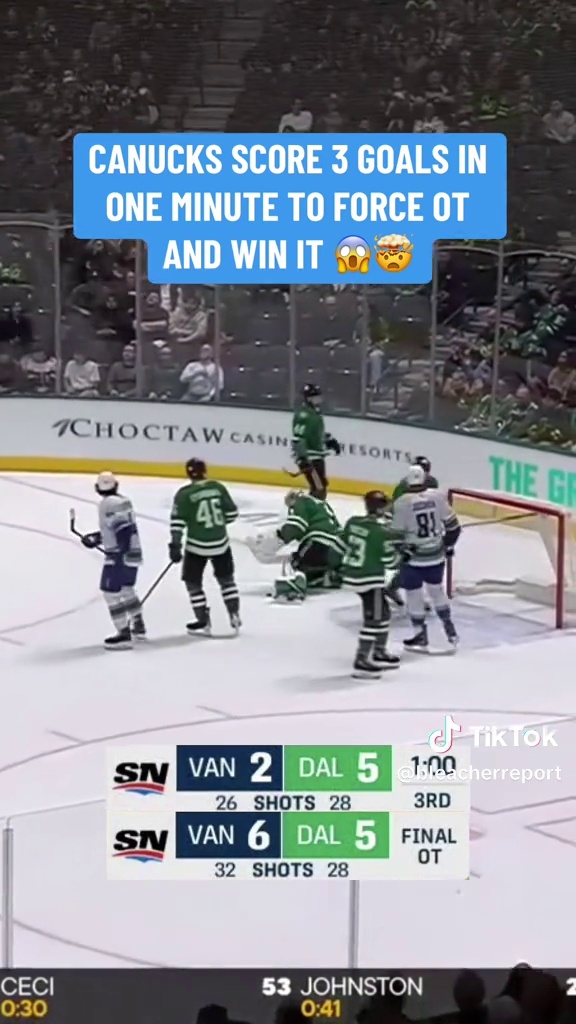 CANUCKS SCORE 3 GOALS IN
ONE MINUTE TO FORCE OT
AND WIN IT 😱🤯
CHOCTAW CASIN RESORTS
THE GR
46
81
TikTok
@bleacherreport
SN VAN 2 DAL 5 1:00
26 SHOTS 28 3RD
SN VAN 6 DAL 5 FINAL
OT
32 SHOTS 28
CECI 53 JOHNSTON 2
0:30 0:41